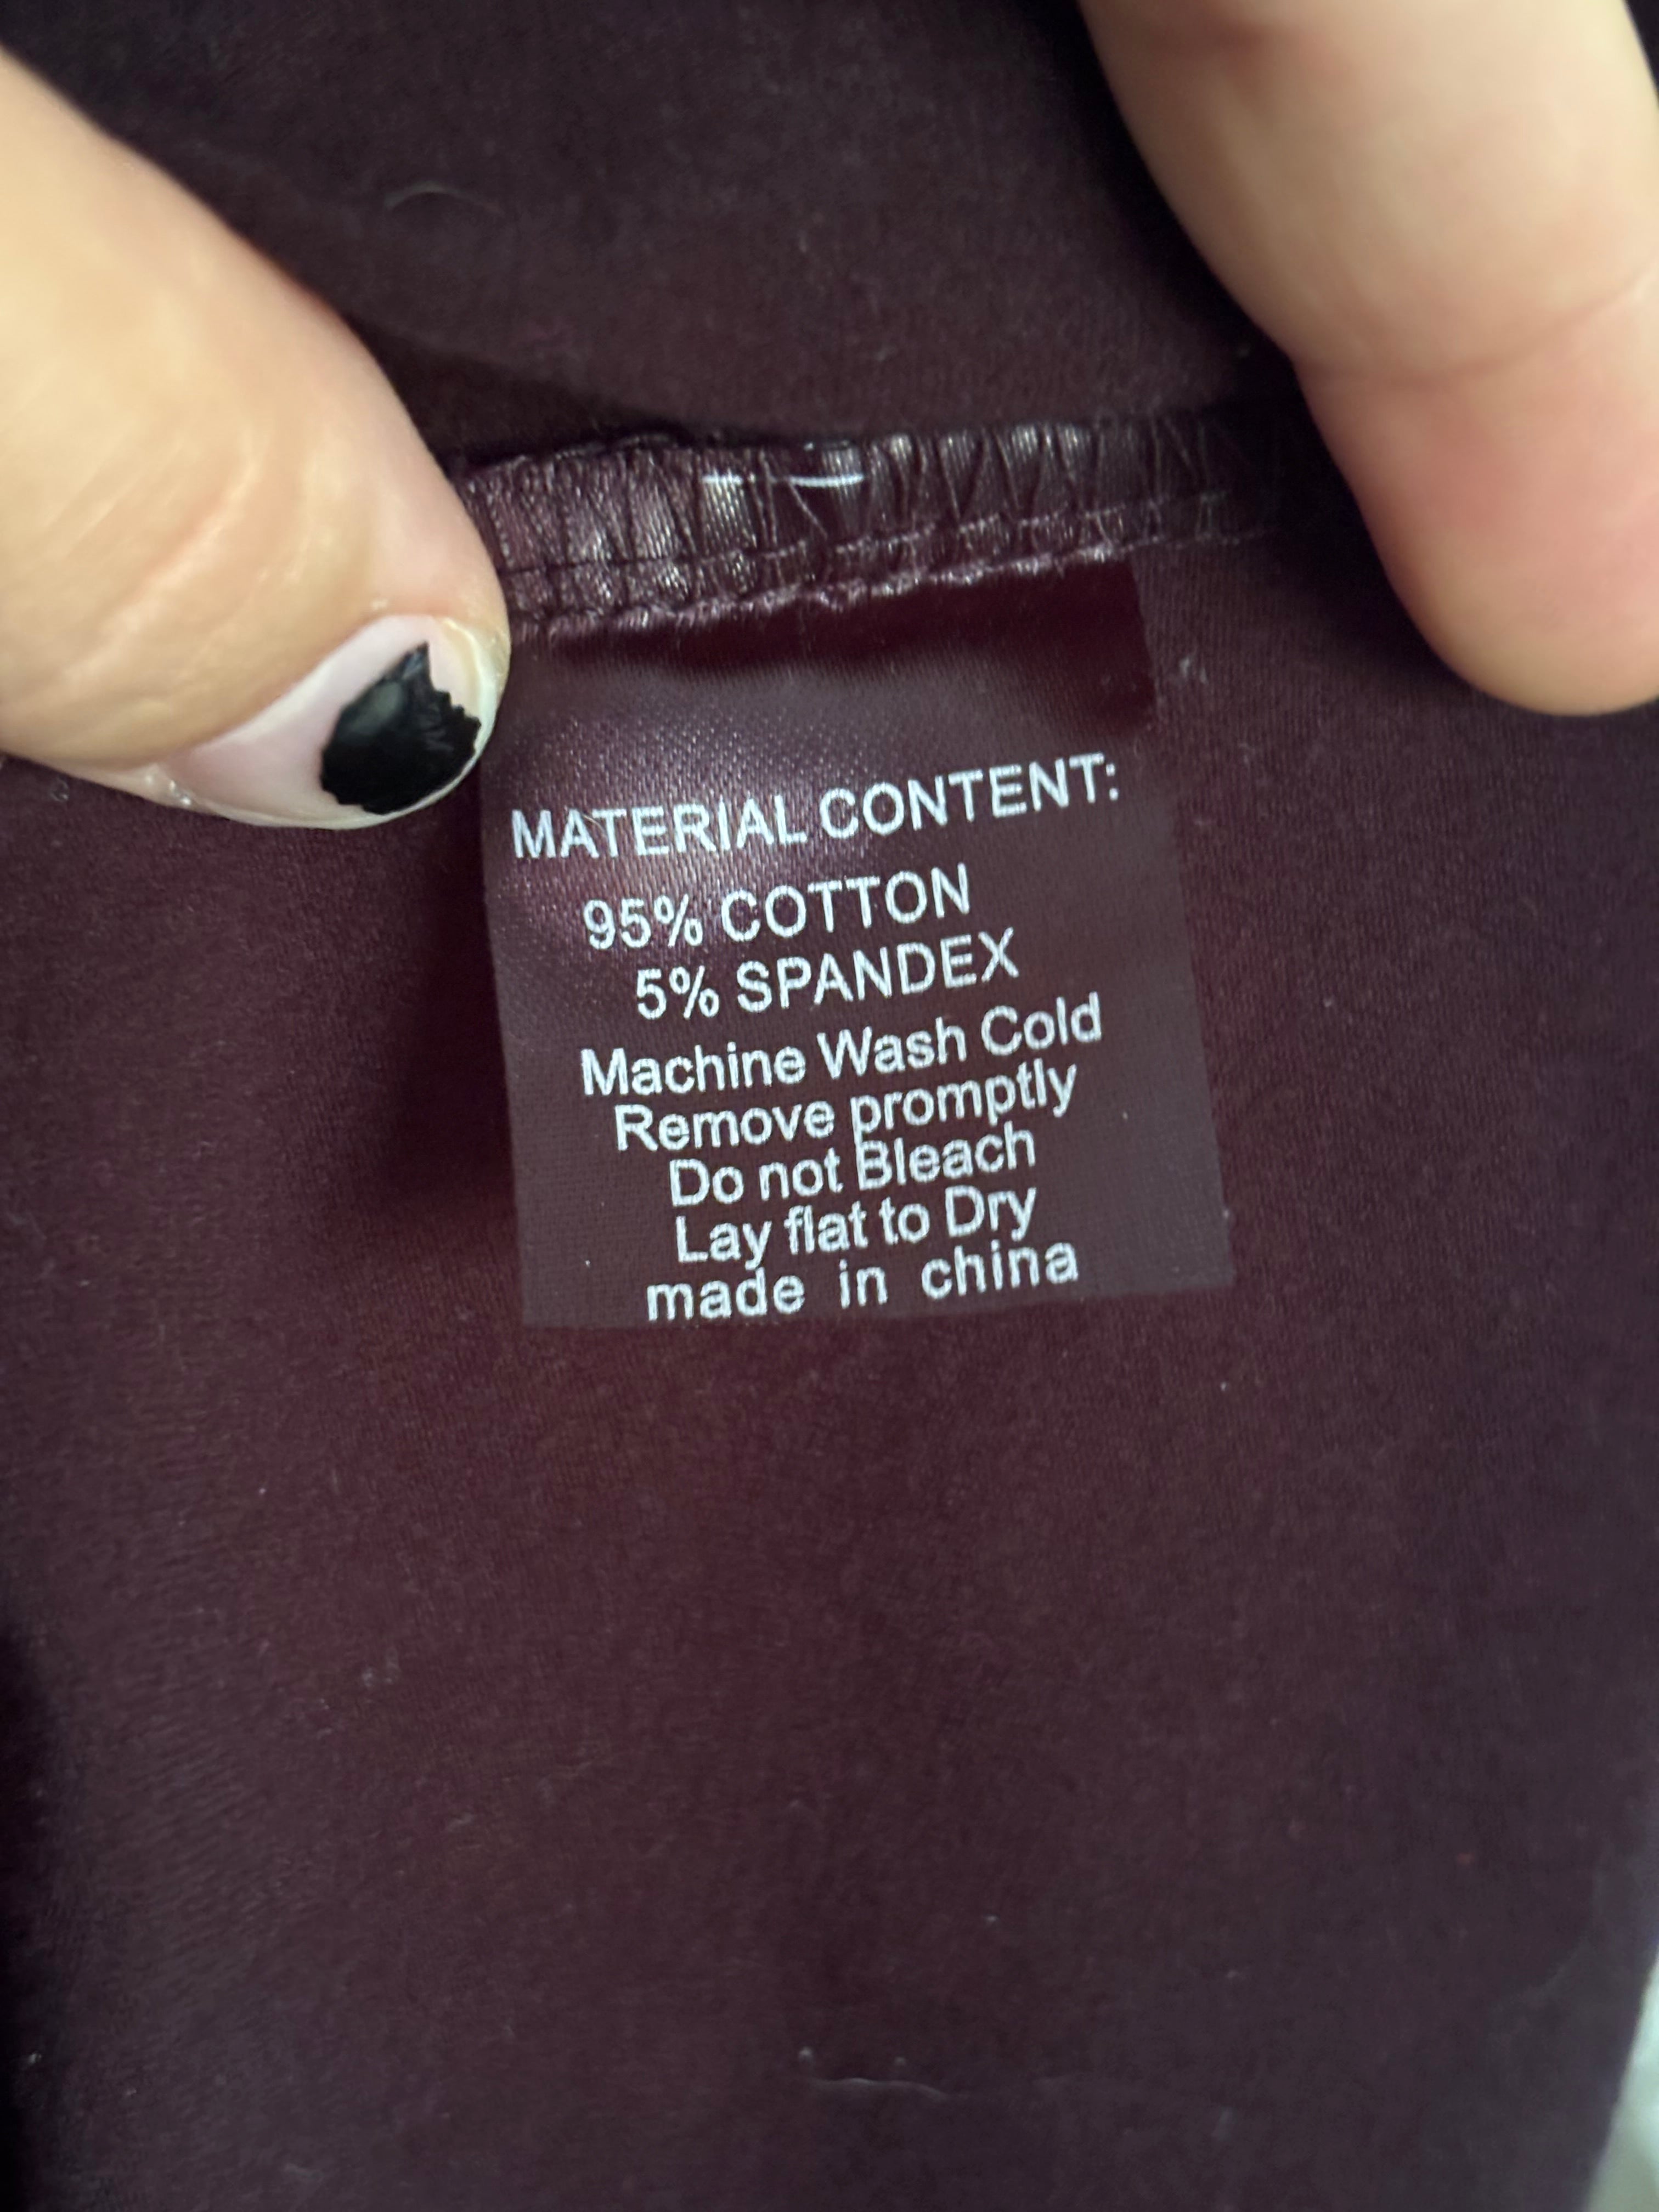 MATERIAL CONTENT:
95% COTTON
5% SPANDEX
Machine Wash Cold
Remove promptly
Do not Bleach
Lay flat to Dry
made in china